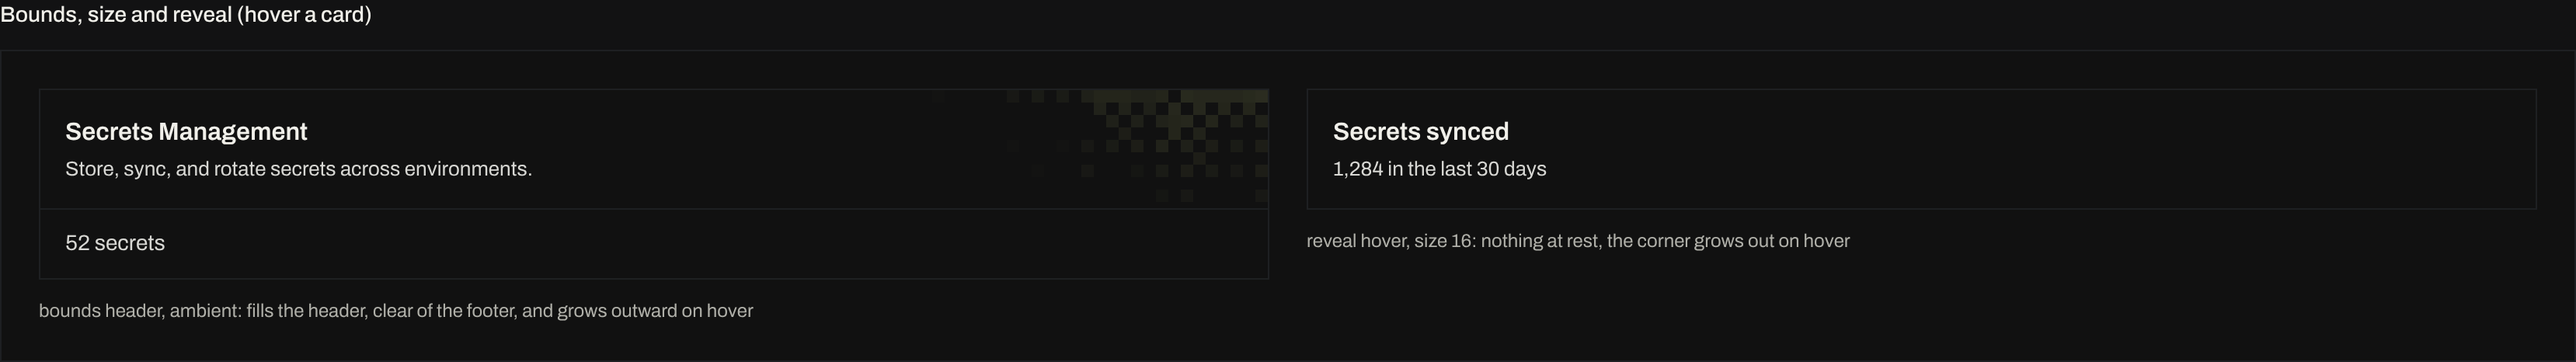 Bounds, size and reveal (hover a card)
Secrets Management
Store, sync, and rotate secrets across environments.
52 secrets
bounds header, ambient: fills the header, clear of the footer, and grows outward on hover
Secrets synced
1,284 in the last 30 days
reveal hover, size 16: nothing at rest, the corner grows out on hover